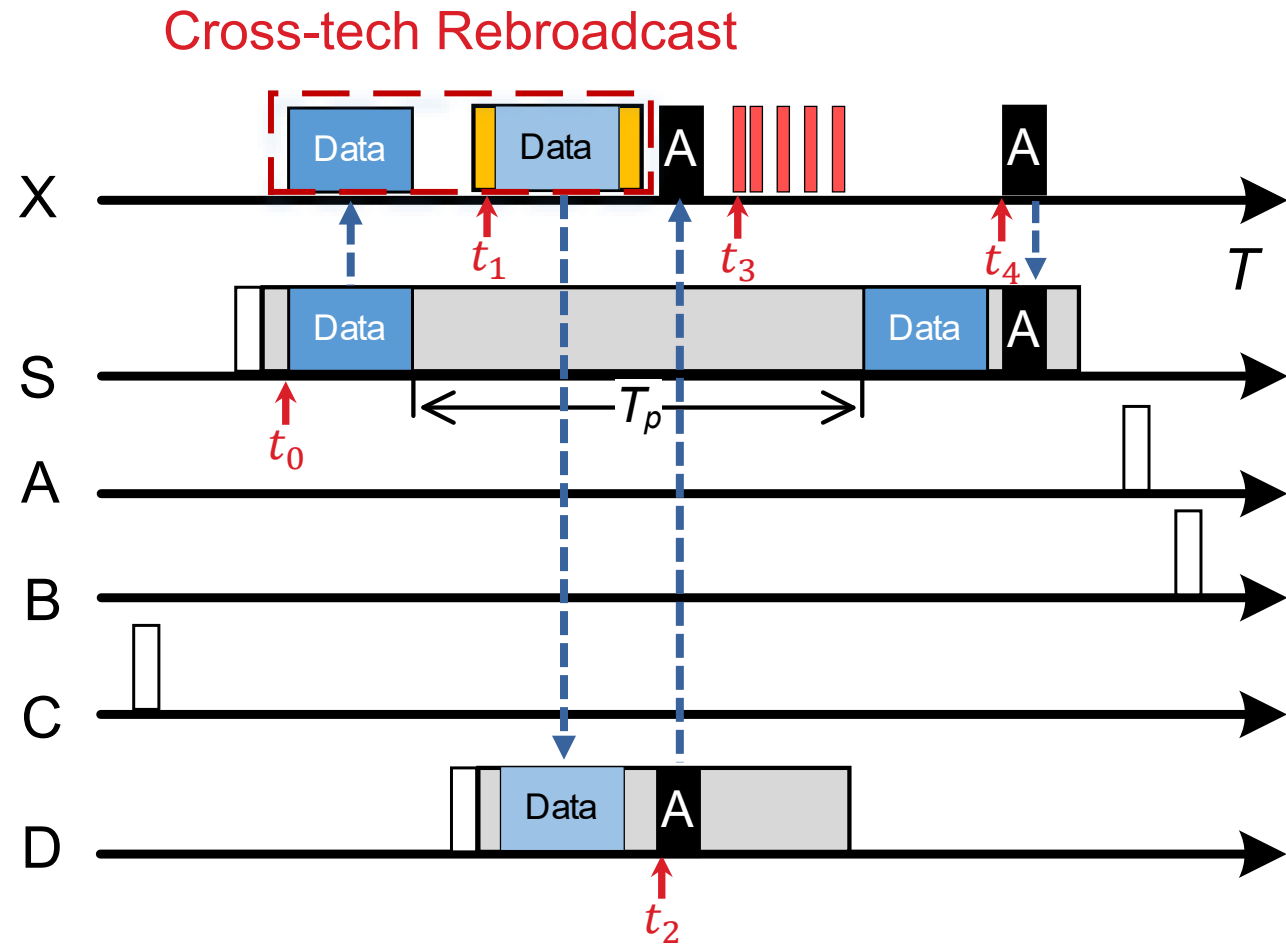 Cross-tech Rebroadcast
Data
Data
A
A
X
t₁
t₃
t₄
T
Data
Data
A
S
Tₚ
t₀
A
B
C
Data
A
D
t₂